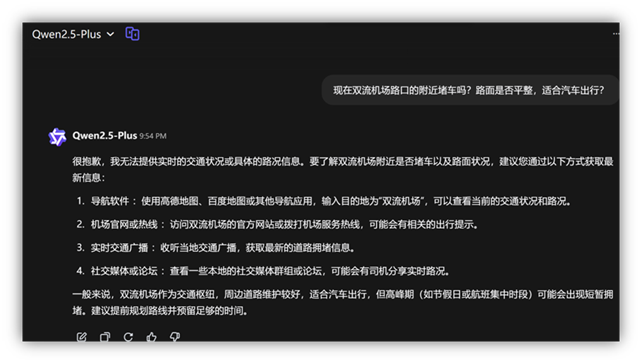 Qwen2.5-Plus
现在双流机场路口的附近堵车吗？路面是否平整，适合汽车出行？
Qwen2.5-Plus 9:54 PM
很抱歉，我无法提供实时的交通状况或具体的路况信息。要了解双流机场附近是否堵车以及路面状况，建议您通过以下方式获取最
新信息：
1. 导航软件 ：使用高德地图、百度地图或其他导航应用，输入目的地为“双流机场”，可以查看当前的交通状况和路况。
2. 机场官网或热线 ：访问双流机场的官方网站或拨打机场服务热线，可能会有相关的出行提示。
3. 实时交通广播 ：收听当地交通广播，获取最新的道路拥堵信息。
4. 社交媒体或论坛 ：查看一些本地的社交媒体群组或论坛，可能会有司机分享实时路况。
一般来说，双流机场作为交通枢纽，周边道路维护较好，适合汽车出行，但高峰期（如节假日或航班集中时段）可能会出现短暂拥
堵。建议提前规划路线并预留足够的时间。